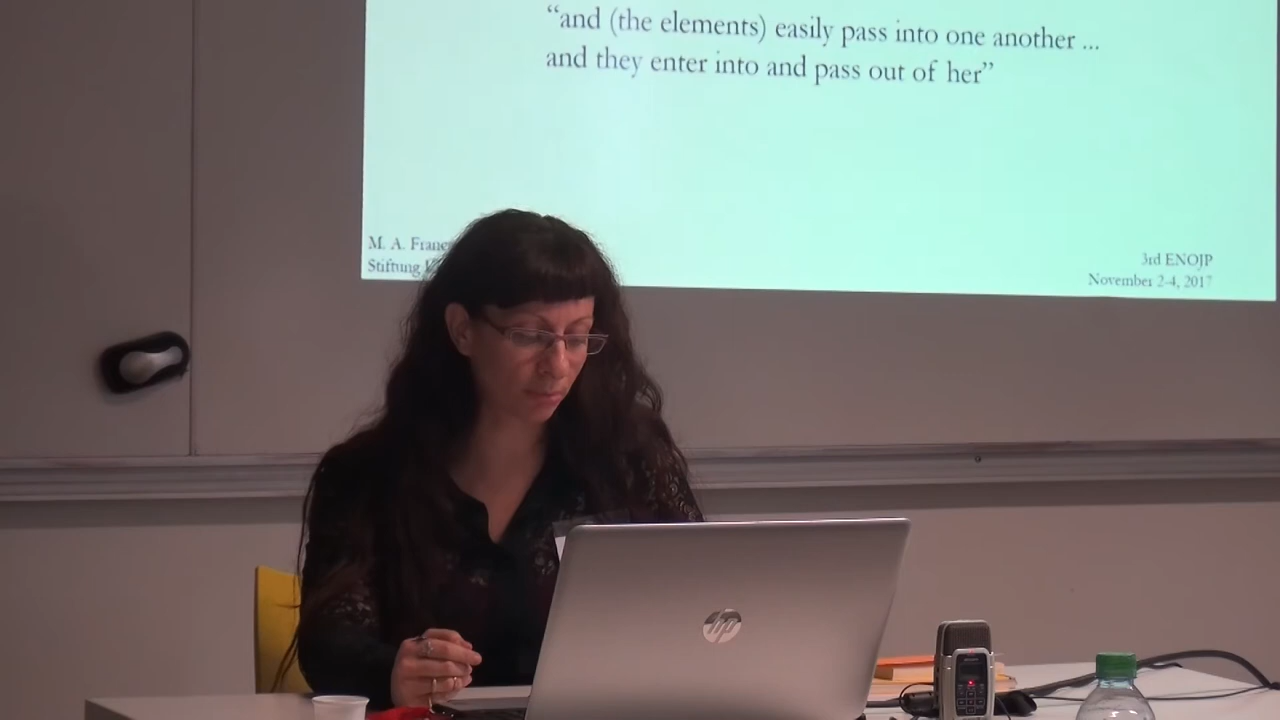 “and (the elements) easily pass into one another ...
and they enter into and pass out of her”
M. A. Franc
Stiftung
3rd ENOJP
November 2-4, 2017
hp